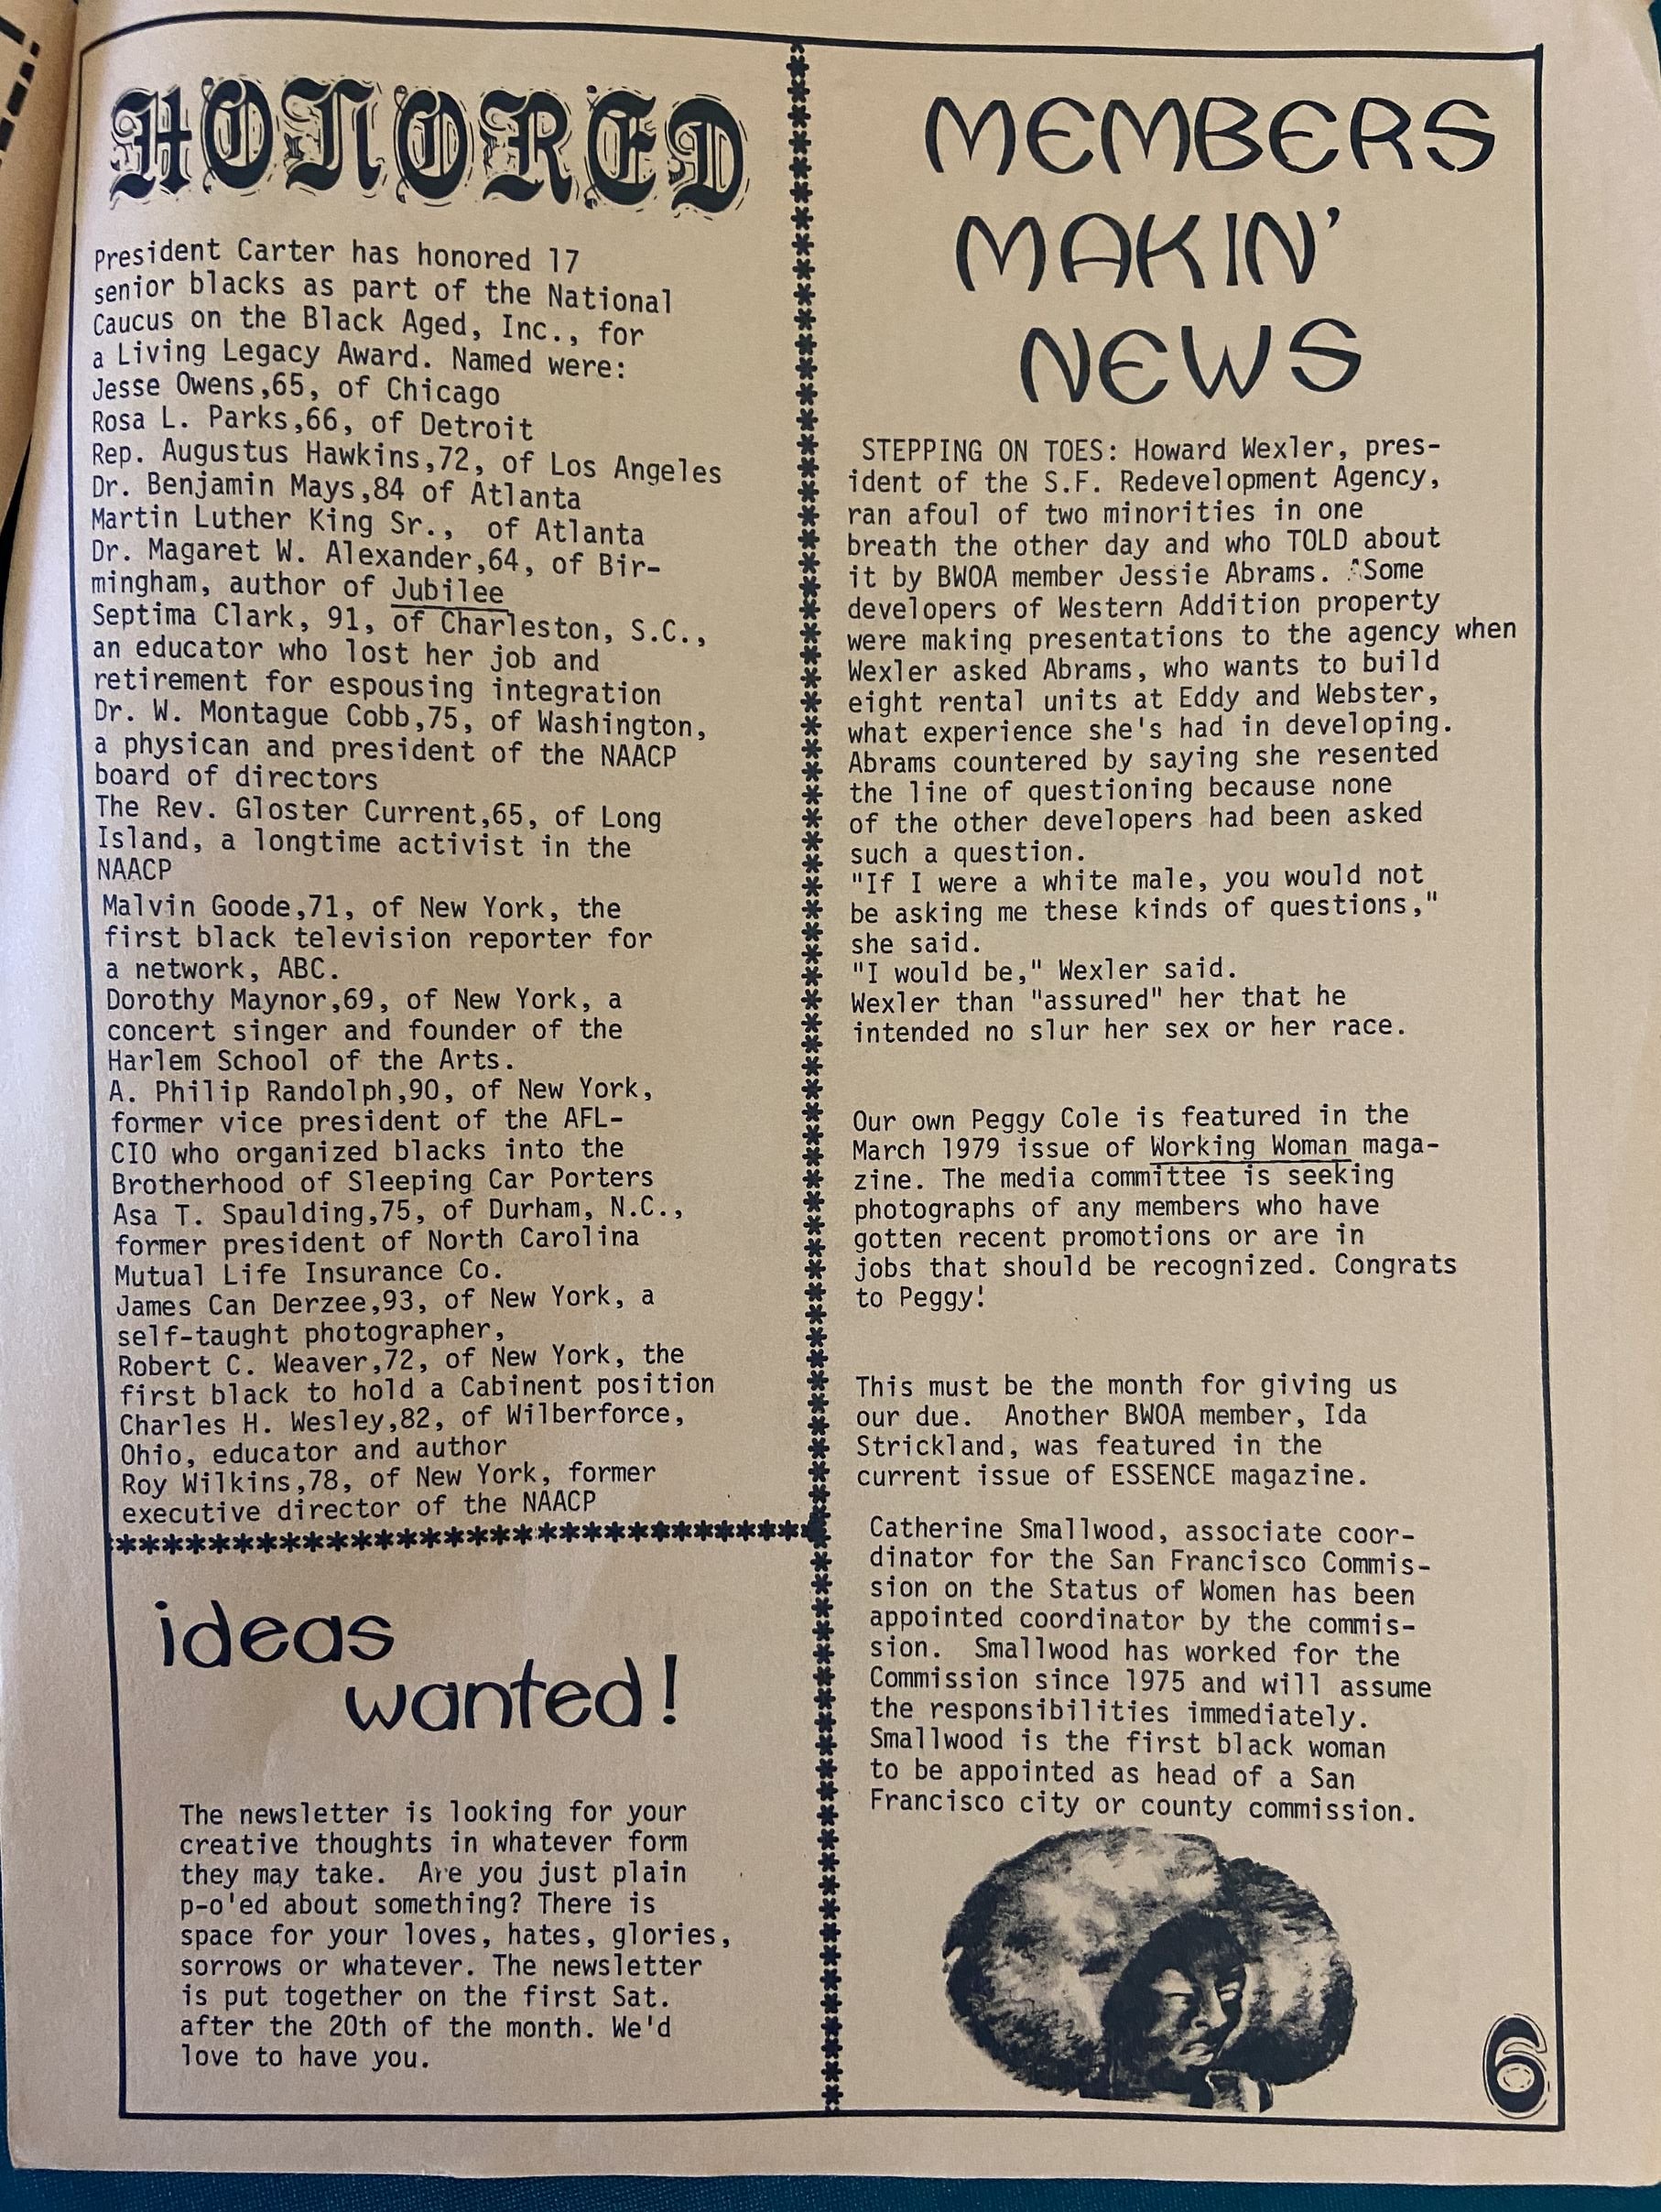 HONORED
President Carter has honored 17
senior blacks as part of the National
Caucus on the Black Aged, Inc., for
a Living Legacy Award. Named were:
Jesse Owens,65, of Chicago
Rosa L. Parks,66, of Detroit
Rep. Augustus Hawkins,72, of Los Angeles
Dr. Benjamin Mays,84 of Atlanta
Martin Luther King Sr., of Atlanta
Dr. Magaret W. Alexander,64, of Bir-
mingham, author of Jubilee
Septima Clark, 91, of Charleston, S.C.,
an educator who lost her job and
retirement for espousing integration
Dr. W. Montague Cobb,75, of Washington,
a physican and president of the NAACP
board of directors
The Rev. Gloster Current,65, of Long
Island, a longtime activist in the
NAACP
Malvin Goode,71, of New York, the
first black television reporter for
a network, ABC.
Dorothy Maynor,69, of New York, a
concert singer and founder of the
Harlem School of the Arts.
A. Philip Randolph,90, of New York,
former vice president of the AFL-
CIO who organized blacks into the
Brotherhood of Sleeping Car Porters
Asa T. Spaulding,75, of Durham, N.C.,
former president of North Carolina
Mutual Life Insurance Co.
James Can Derzee,93, of New York, a
self-taught photographer,
Robert C. Weaver,72, of New York, the
first black to hold a Cabinent position
Charles H. Wesley,82, of Wilberforce,
Ohio, educator and author
Roy Wilkins,78, of New York, former
executive director of the NAACP
ideas
wanted!
The newsletter is looking for your
creative thoughts in whatever form
they may take. Are you just plain
p-o'ed about something? There is
space for your loves, hates, glories,
sorrows or whatever. The newsletter
is put together on the first Sat.
after the 20th of the month. We'd
love to have you.
MEMBERS
MAKIN'
NEWS
STEPPING ON TOES: Howard Wexler, pres-
ident of the S.F. Redevelopment Agency,
ran afoul of two minorities in one
breath the other day and who TOLD about
it by BWOA member Jessie Abrams. Some
developers of Western Addition property
were making presentations to the agency when
Wexler asked Abrams, who wants to build
eight rental units at Eddy and Webster,
what experience she's had in developing.
Abrams countered by saying she resented
the line of questioning because none
of the other developers had been asked
such a question.
"If I were a white male, you would not
be asking me these kinds of questions,"
she said.
"I would be," Wexler said.
Wexler than "assured" her that he
intended no slur her sex or her race.
Our own Peggy Cole is featured in the
March 1979 issue of Working Woman maga-
zine. The media committee is seeking
photographs of any members who have
gotten recent promotions or are in
jobs that should be recognized. Congrats
to Peggy!
This must be the month for giving us
our due. Another BWOA member, Ida
Strickland, was featured in the
current issue of ESSENCE magazine.
Catherine Smallwood, associate coor-
dinator for the San Francisco Commis-
sion on the Status of Women has been
appointed coordinator by the commis-
sion. Smallwood has worked for the
Commission since 1975 and will assume
the responsibilities immediately.
Smallwood is the first black woman
to be appointed as head of a San
Francisco city or county commission.
6